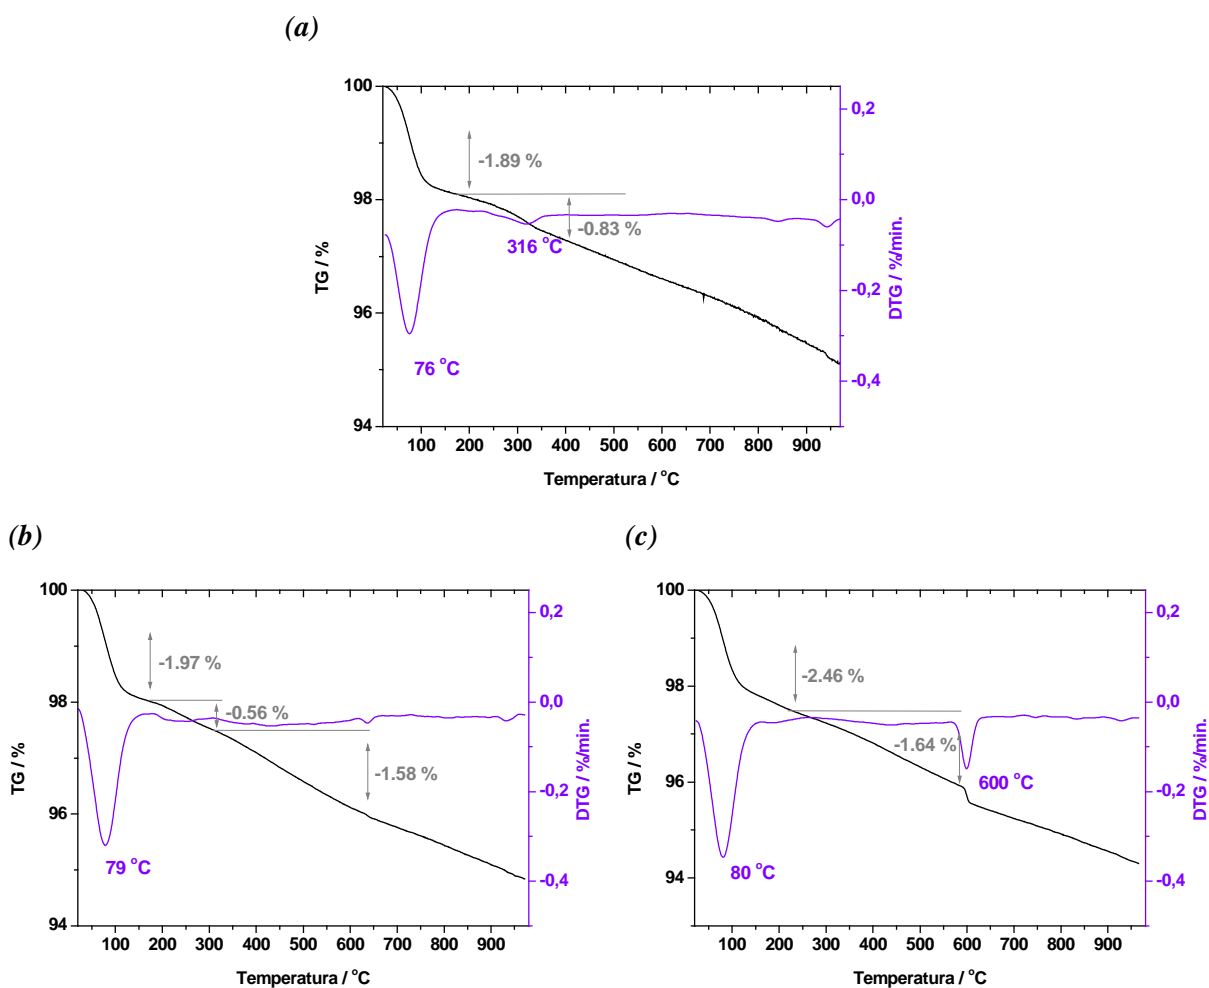 (a)
100
98
96
94
TG / %
0,2
0,0
-0,2
-0,4
DTG / %/min.
-1.89 %
-0.83 %
316 °C
76 °C
100 200 300 400 500 600 700 800 900
Temperatura / °C
(b)
100
98
96
94
TG / %
0,2
0,0
-0,2
-0,4
DTG / %/min.
-1.97 %
-0.56 %
-1.58 %
79 °C
100 200 300 400 500 600 700 800 900
Temperatura / °C
(c)
100
98
96
94
TG / %
0,2
0,0
-0,2
-0,4
DTG / %/min.
-2.46 %
-1.64 %
600 °C
80 °C
100 200 300 400 500 600 700 800 900
Temperatura / °C